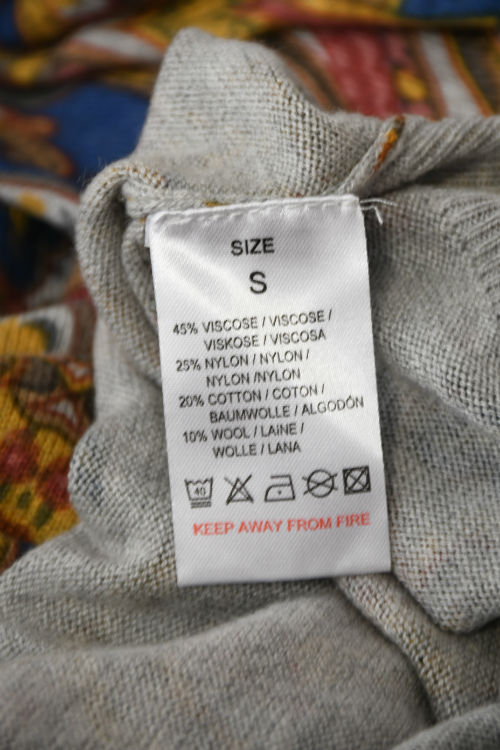 SIZE
S
45% VISCOSE / VISCOSE /
VISKOSE / VISCOSA
25% NYLON / NYLON /
NYLON /NYLON
20% COTTON / COTON /
BAUMWOLLE / ALGODÓN
10% WOOL / LAINE /
WOLLE / LANA
40
KEEP AWAY FROM FIRE